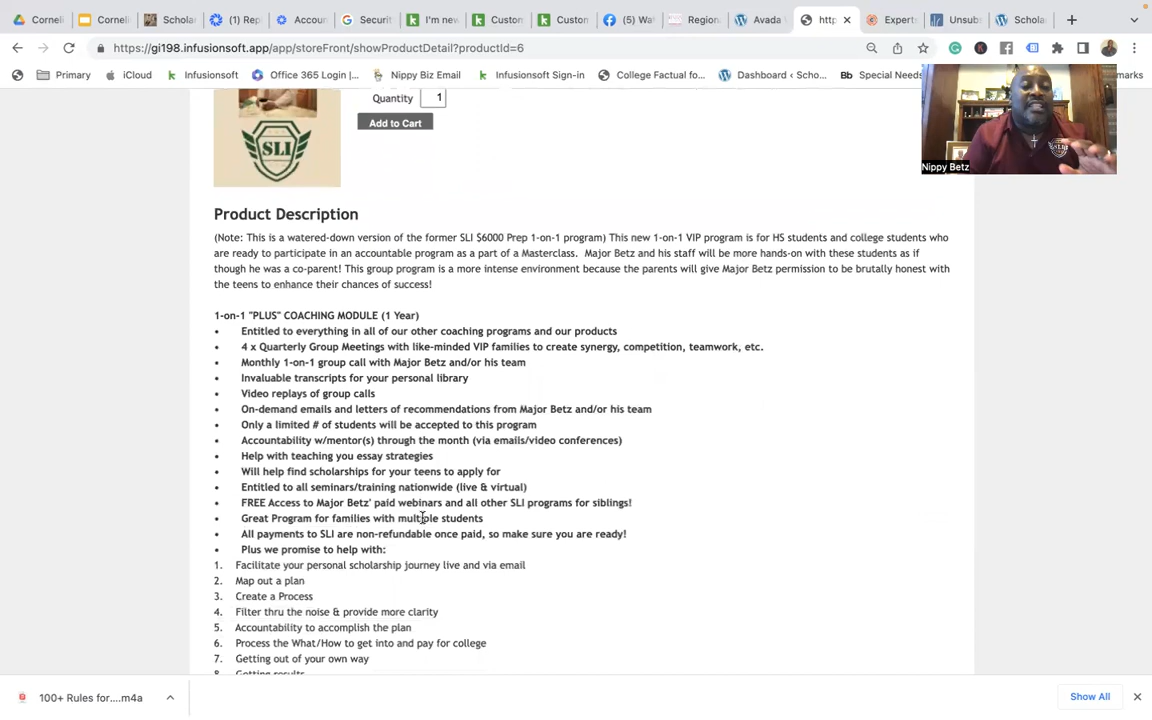 Corneli
Corneli
Scholar
(1) Rep
Accoun
Securit
I'm new
Custom
Custom
(5) Wat
Region
Avada
http
Experts
Unsubs
Scholar
https://gi198.infusionsoft.app/app/storeFront/showProductDetail?productId=6
Primary
iCloud
Infusionsoft
Office 365 Login |...
Nippy Biz Email
Infusionsoft Sign-in
College Factual fo...
Dashboard ‹ Scho...
Bb Special Needs
marks
Nippy Betz
SLI
SLI
Quantity 1
Add to Cart
Product Description
(Note: This is a watered-down version of the former SLI $6000 Prep 1-on-1 program) This new 1-on-1 VIP program is for HS students and college students who
are ready to participate in an accountable program as a part of a Masterclass. Major Betz and his staff will be more hands-on with these students as if
though he was a co-parent! This group program is a more intense environment because the parents will give Major Betz permission to be brutally honest with
the teens to enhance their chances of success!
1-on-1 "PLUS" COACHING MODULE (1 Year)
• Entitled to everything in all of our other coaching programs and our products
• 4 x Quarterly Group Meetings with like-minded VIP families to create synergy, competition, teamwork, etc.
• Monthly 1-on-1 group call with Major Betz and/or his team
• Invaluable transcripts for your personal library
• Video replays of group calls
• On-demand emails and letters of recommendations from Major Betz and/or his team
• Only a limited # of students will be accepted to this program
• Accountability w/mentor(s) through the month (via emails/video conferences)
• Help with teaching you essay strategies
• Will help find scholarships for your teens to apply for
• Entitled to all seminars/training nationwide (live & virtual)
• FREE Access to Major Betz' paid webinars and all other SLI programs for siblings!
• Great Program for families with multiple students
• All payments to SLI are non-refundable once paid, so make sure you are ready!
• Plus we promise to help with:
1. Facilitate your personal scholarship journey live and via email
2. Map out a plan
3. Create a Process
4. Filter thru the noise & provide more clarity
5. Accountability to accomplish the plan
6. Process the What/How to get into and pay for college
7. Getting out of your own way
8. Getting results
100+ Rules for....m4a
Show All